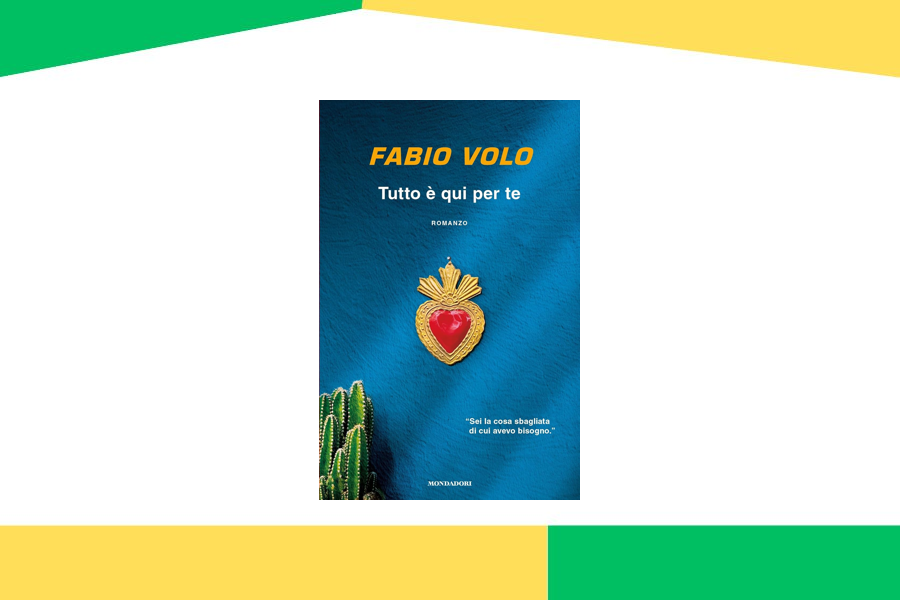 FABIO VOLO
Tutto è qui per te
ROMANZO
“Sei la cosa sbagliata
di cui avevo bisogno.”
MONDADORI